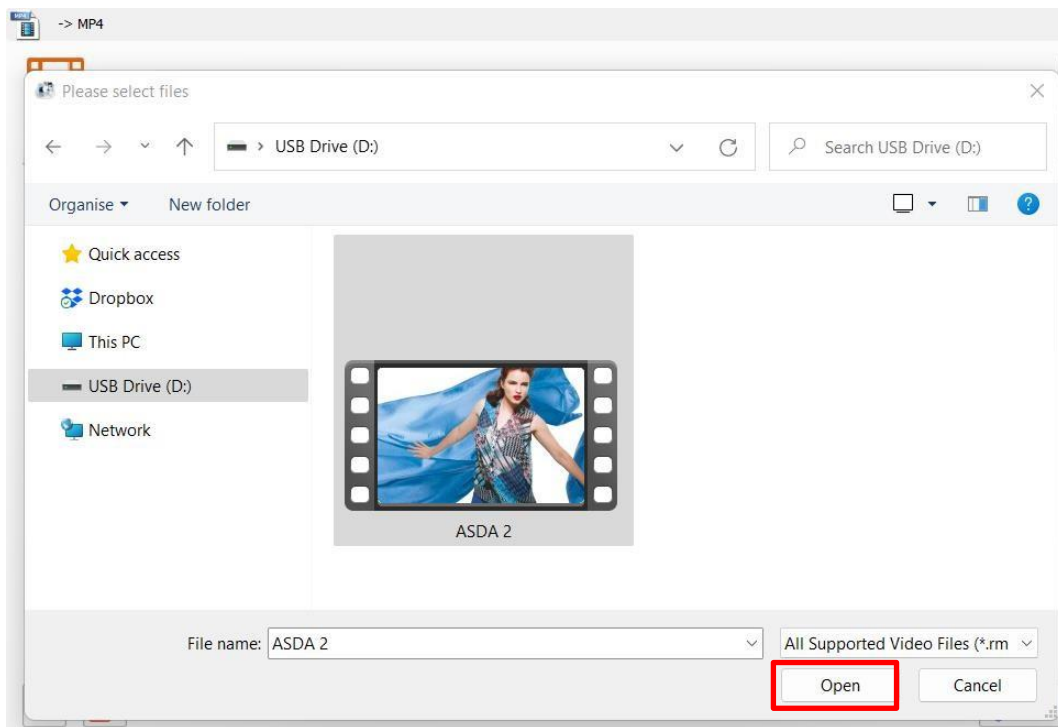 MP4
-> MP4
Please select files
USB Drive (D:)
Search USB Drive (D:)
Organise
New folder
?
Quick access
Dropbox
This PC
USB Drive (D:)
Network
ASDA 2
File name: ASDA 2
All Supported Video Files (*.rm
Open
Cancel